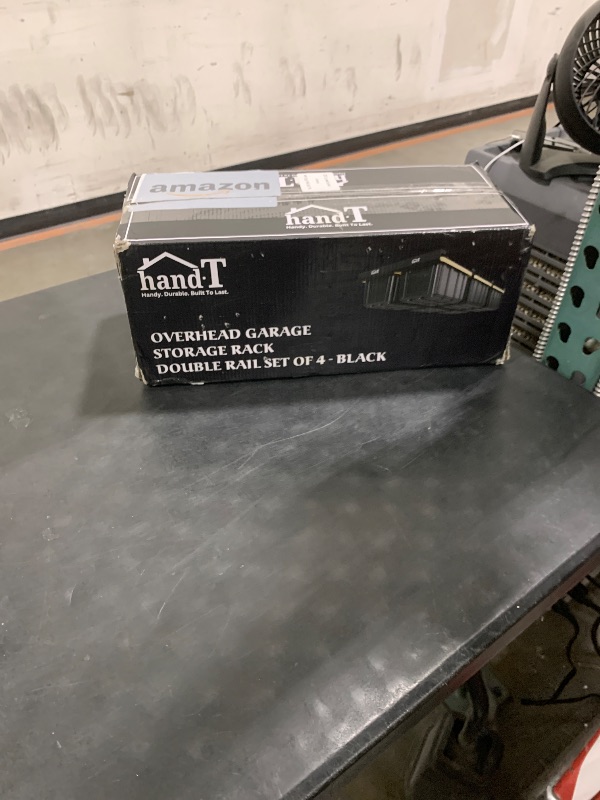 amazon
hand·T
Handy. Durable. Built To Last.
hand·T
Handy. Durable. Built To Last.
OVERHEAD GARAGE
STORAGE RACK
DOUBLE RAIL SET OF 4 - BLACK